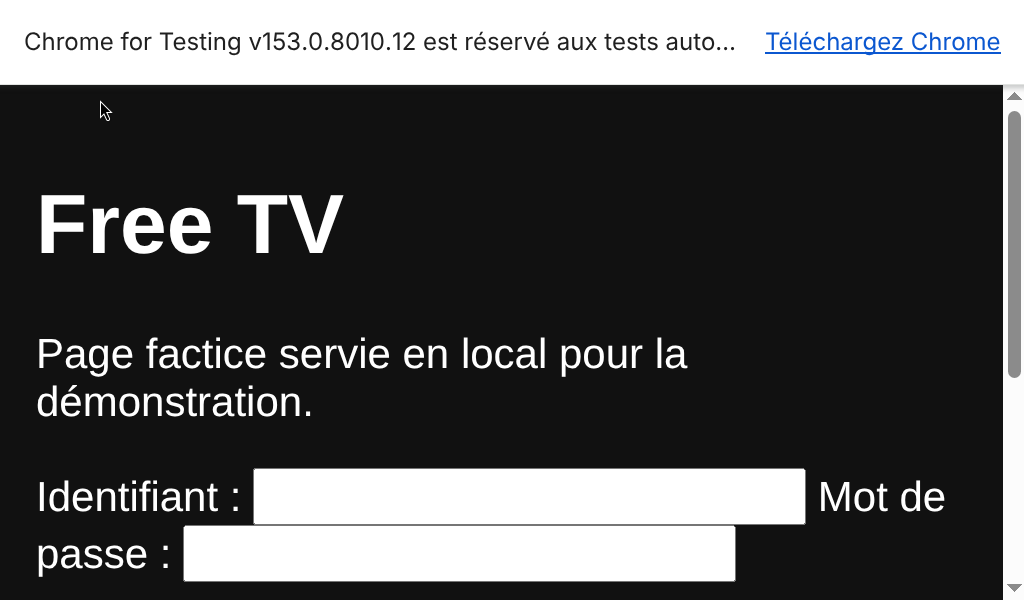 Chrome for Testing v153.0.8010.12 est réservé aux tests auto... Téléchargez Chrome
Free TV
Page factice servie en local pour la
démonstration.
Identifiant : Mot de
passe :